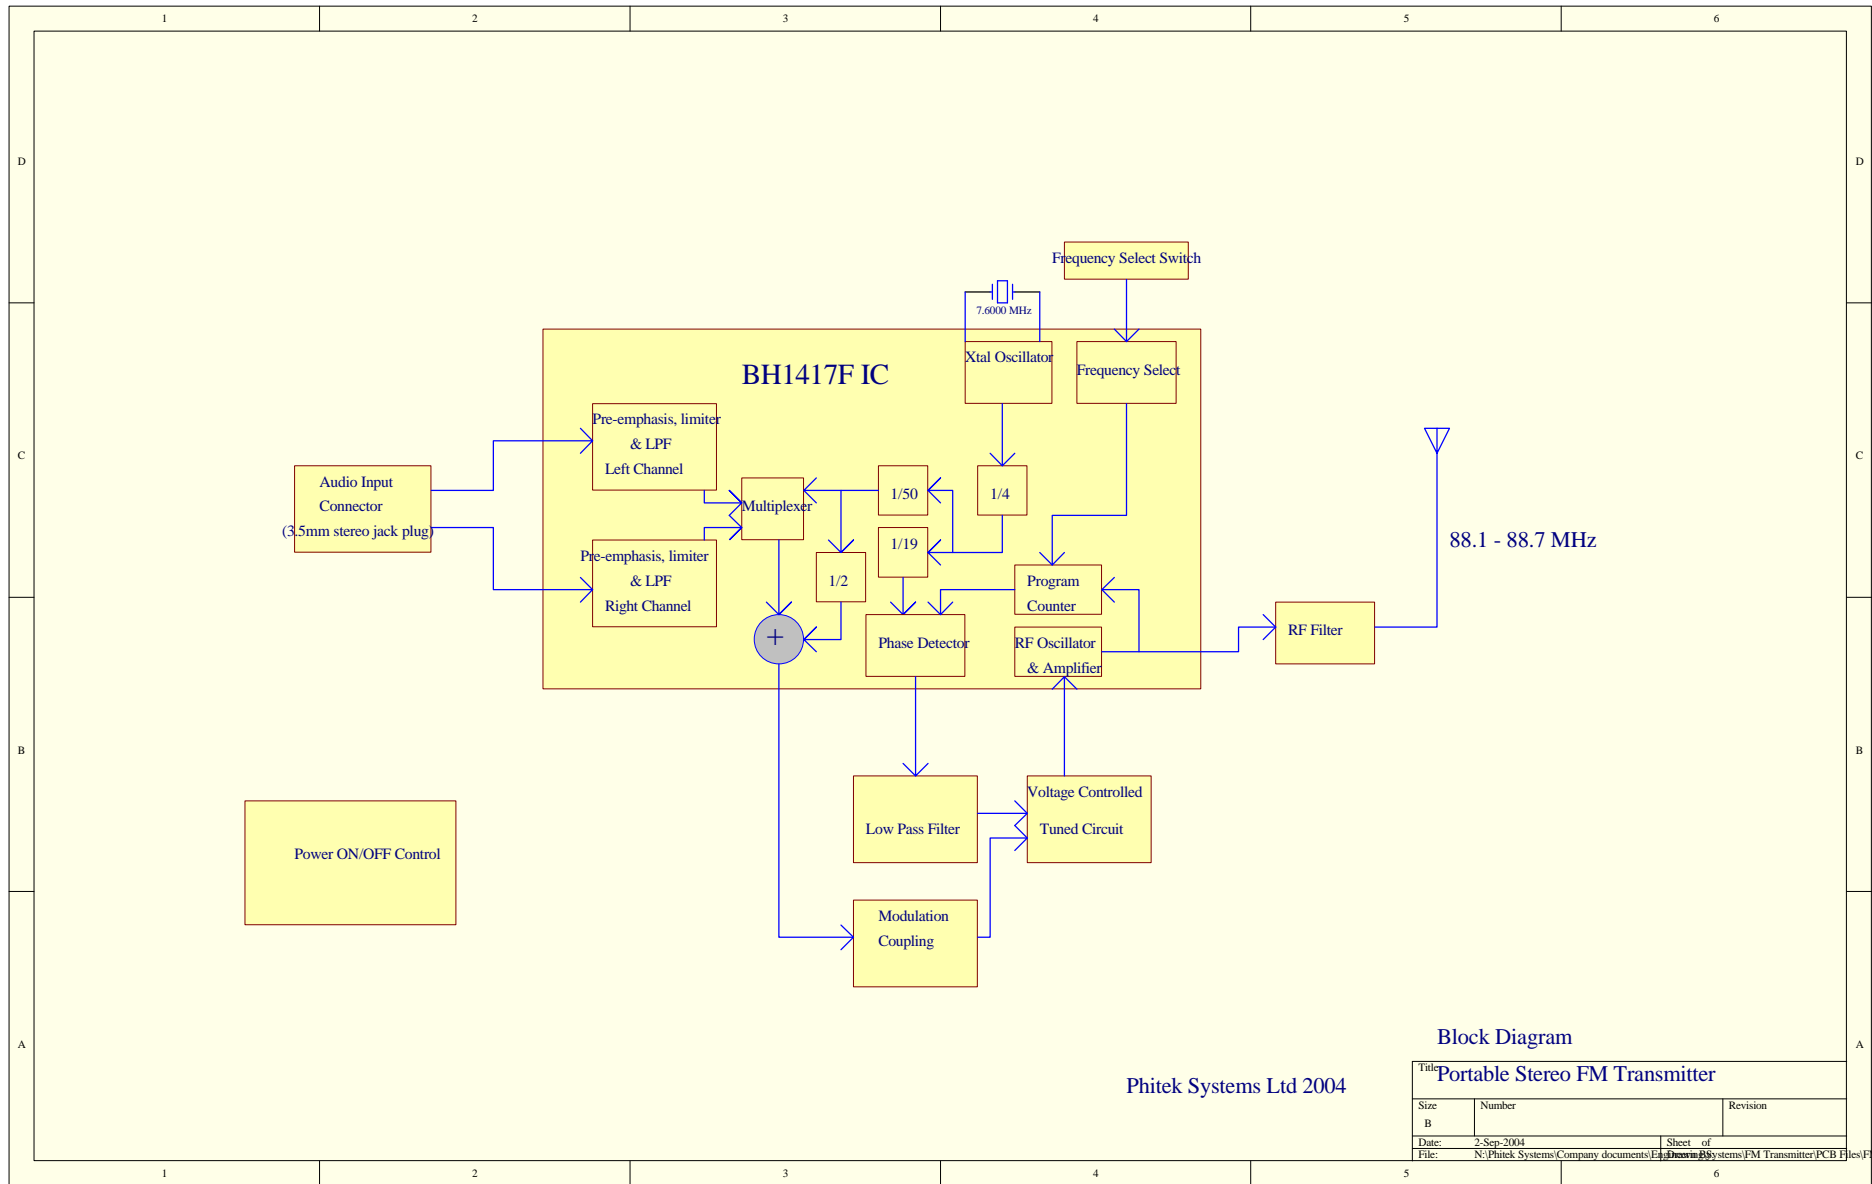 1 2 3 4 5 6
D D
Frequency Select Switch
7.6000 MHz
BH1417F IC
Xtal Oscillator
Frequency Select
Pre-emphasis, limiter
& LPF
Left Channel
C C
Audio Input
Connector
(3.5mm stereo jack plug)
Multiplexer
1/50
1/4
1/19
88.1 - 88.7 MHz
Pre-emphasis, limiter
& LPF
Right Channel
1/2
Program
Counter
+
Phase Detector
RF Oscillator
& Amplifier
RF Filter
B B
Voltage Controlled
Tuned Circuit
Low Pass Filter
Power ON/OFF Control
Modulation
Coupling
A A
Block Diagram
Phitek Systems Ltd 2004
Title
Portable Stereo FM Transmitter
Size
B
Number
Revision
Date: 2-Sep-2004
Sheet of
File: N:\Phitek Systems\Company documents\
1 2 3 4 5 6